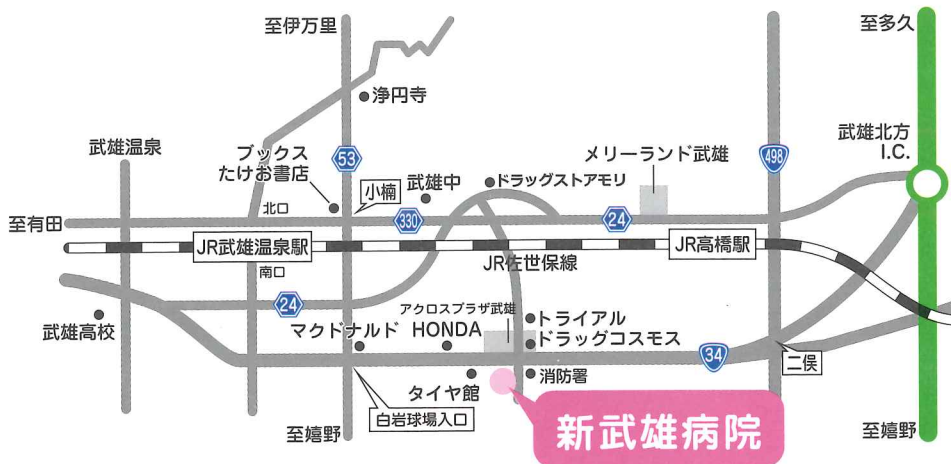 至伊万里
至多久
浄円寺
武雄温泉
ブックス
たけお書店
53
小楠
武雄中
ドラッグストアモリ
メリーランド武雄
498
武雄北方
I.C.
至有田
北口
330
24
JR武雄温泉駅
JR佐世保線
JR高橋駅
南口
24
武雄高校
マクドナルド
HONDA
アクロスプラザ武雄
トライアル
ドラッグコスモス
34
二俣
タイヤ館
消防署
白岩球場入口
新武雄病院
至嬉野
至嬉野